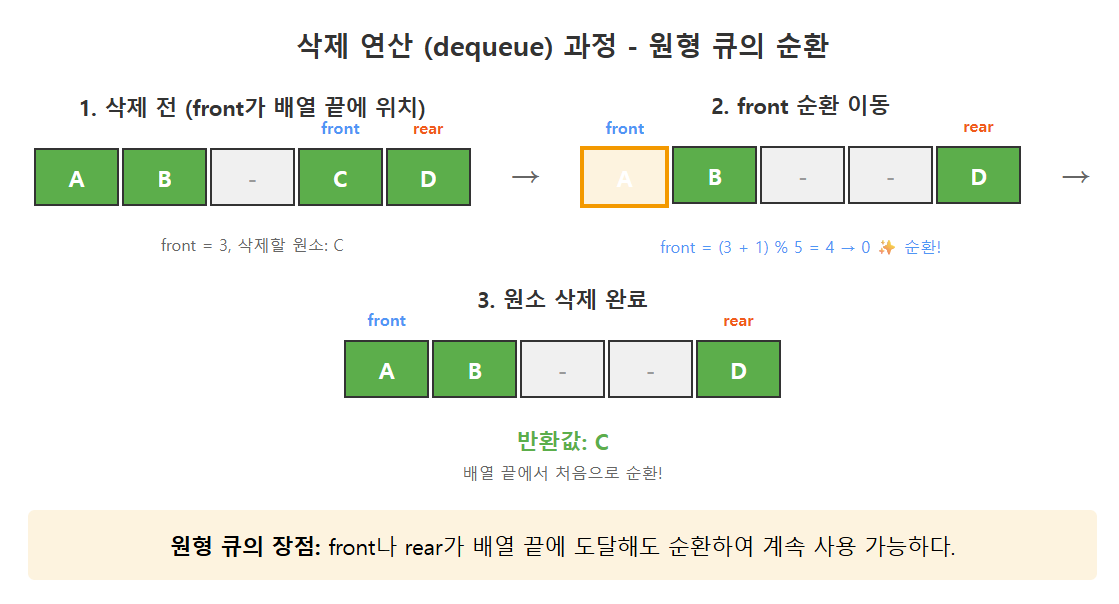 삭제 연산 (dequeue) 과정 - 원형 큐의 순환
1. 삭제 전 (front가 배열 끝에 위치)
front rear
A B - C D
front = 3, 삭제할 원소: C
→
2. front 순환 이동
front rear
A B - - D
front = (3 + 1) % 5 = 4 → 0 ✨ 순환!
→
3. 원소 삭제 완료
front rear
A B - - D
반환값: C
배열 끝에서 처음으로 순환!
원형 큐의 장점: front나 rear가 배열 끝에 도달해도 순환하여 계속 사용 가능하다.